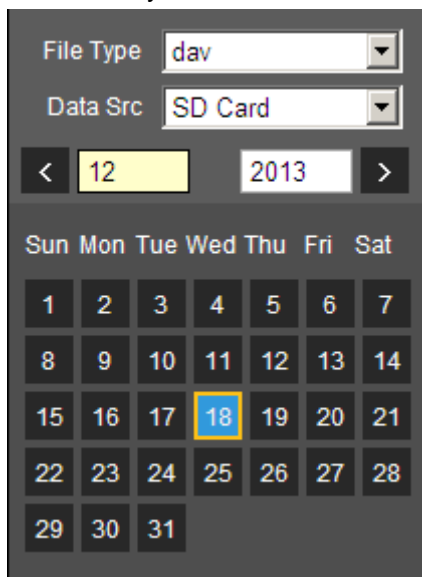 File Type dav
Data Src SD Card
< 12 2013 >
Sun Mon Tue Wed Thu Fri Sat
1 2 3 4 5 6 7
8 9 10 11 12 13 14
15 16 17 18 19 20 21
22 23 24 25 26 27 28
29 30 31